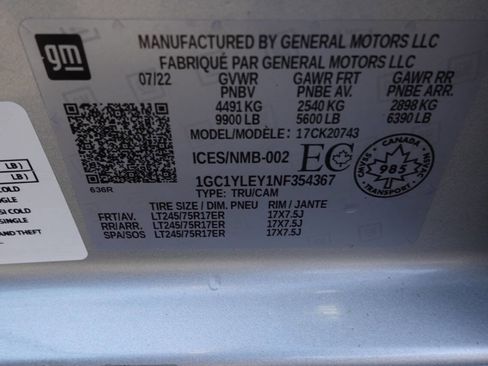 gm
MANUFACTURED BY GENERAL MOTORS LLC
FABRIQUÉ PAR GENERAL MOTORS LLC
07/22 GVWR GAWR FRT GAWR RR
PNBV PNBE AV. PNBE ARR.
4491 KG 2540 KG 2898 KG
9900 LB 5600 LB 6390 LB
MODEL/MODÈLE: 17CK20743
ICES/NMB-002 EC
CANADA
985
636R
1GC1YLEY1NF354367
TYPE: TRU/CAM
TIRE SIZE / DIM. PNEU RIM / JANTE
FRT/AV. LT245/75R17ER 17X7.5J
RR/ARR. LT245/75R17ER 17X7.5J
SPA/SOS LT245/75R17ER 17X7.5J
LB )
LB )
COLD
SINGLE
SI COLD
SINGLE
AND THEFT